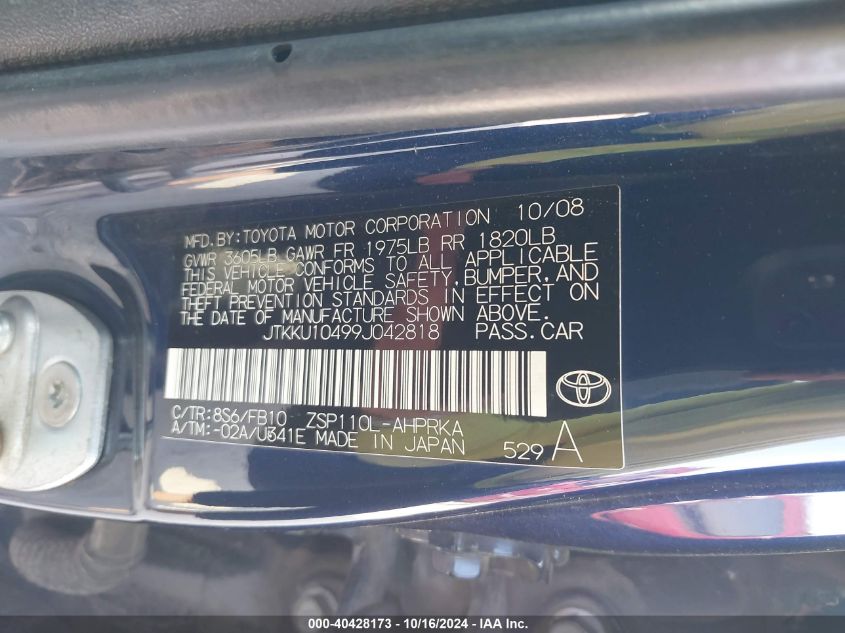 MFD.BY:TOYOTA MOTOR CORPORATION 10/08
GVWR 3605LB GAWR FR 1975LB RR 1820LB
THIS VEHICLE CONFORMS TO ALL APPLICABLE
FEDERAL MOTOR VEHICLE SAFETY,BUMPER,AND
THEFT PREVENTION STANDARDS IN EFFECT ON
THE DATE OF MANUFACTURE SHOWN ABOVE.
JTKKU10499J042818 PASS.CAR
C/TR:8S6/FB10 ZSP110L-AHPRKA
A/TM:-02A/U341E MADE IN JAPAN 529 A
000-40428173 - 10/16/2024 - IAA Inc.